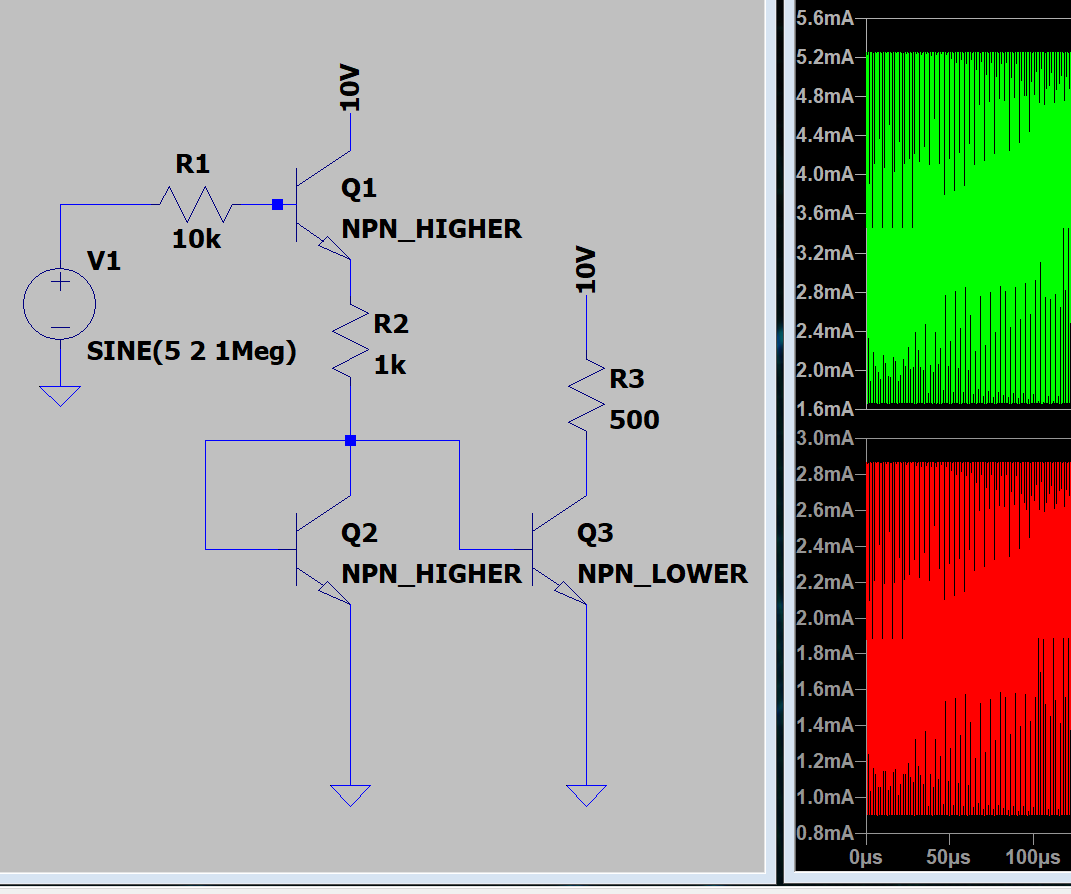 10V
R1
10k
Q1
NPN_HIGHER
V1
SINE(5 2 1Meg)
R2
1k
10V
R3
500
Q2
NPN_HIGHER
Q3
NPN_LOWER
5.6mA
5.2mA
4.8mA
4.4mA
4.0mA
3.6mA
3.2mA
2.8mA
2.4mA
2.0mA
1.6mA
3.0mA
2.8mA
2.6mA
2.4mA
2.2mA
2.0mA
1.8mA
1.6mA
1.4mA
1.2mA
1.0mA
0.8mA
0µs 50µs 100µs